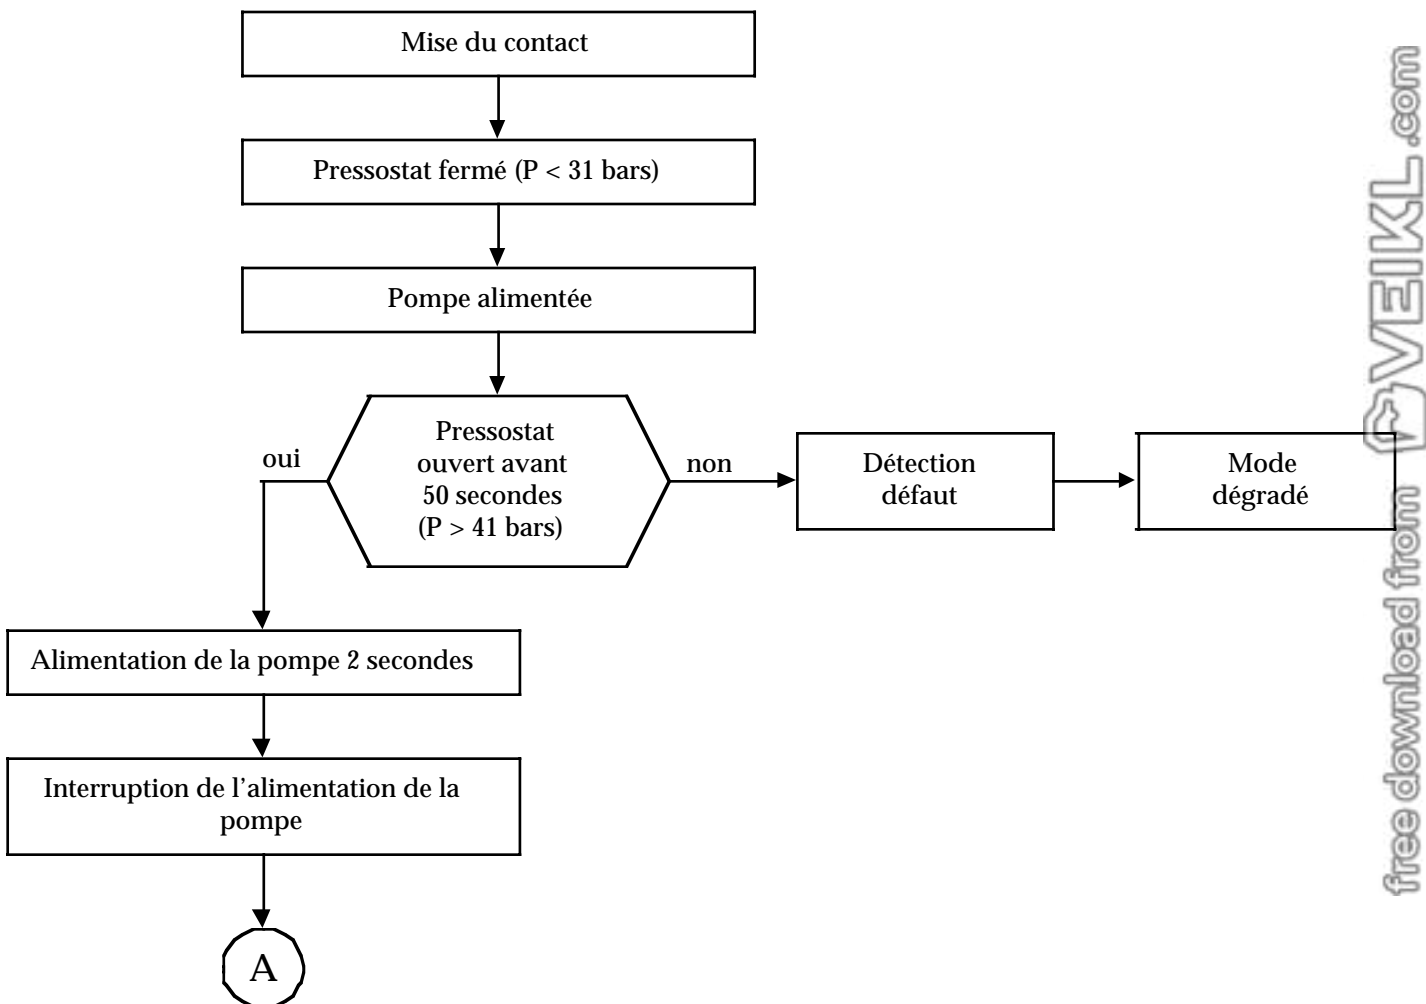 Mise du contact
Pressostat fermé (P < 31 bars)
Pompe alimentée
Pressostat
ouvert avant
50 secondes
(P > 41 bars)
oui
non
Détection
défaut
Mode
dégradé
Alimentation de la pompe 2 secondes
Interruption de l’alimentation de la
pompe
A
free download from VEIKL.com